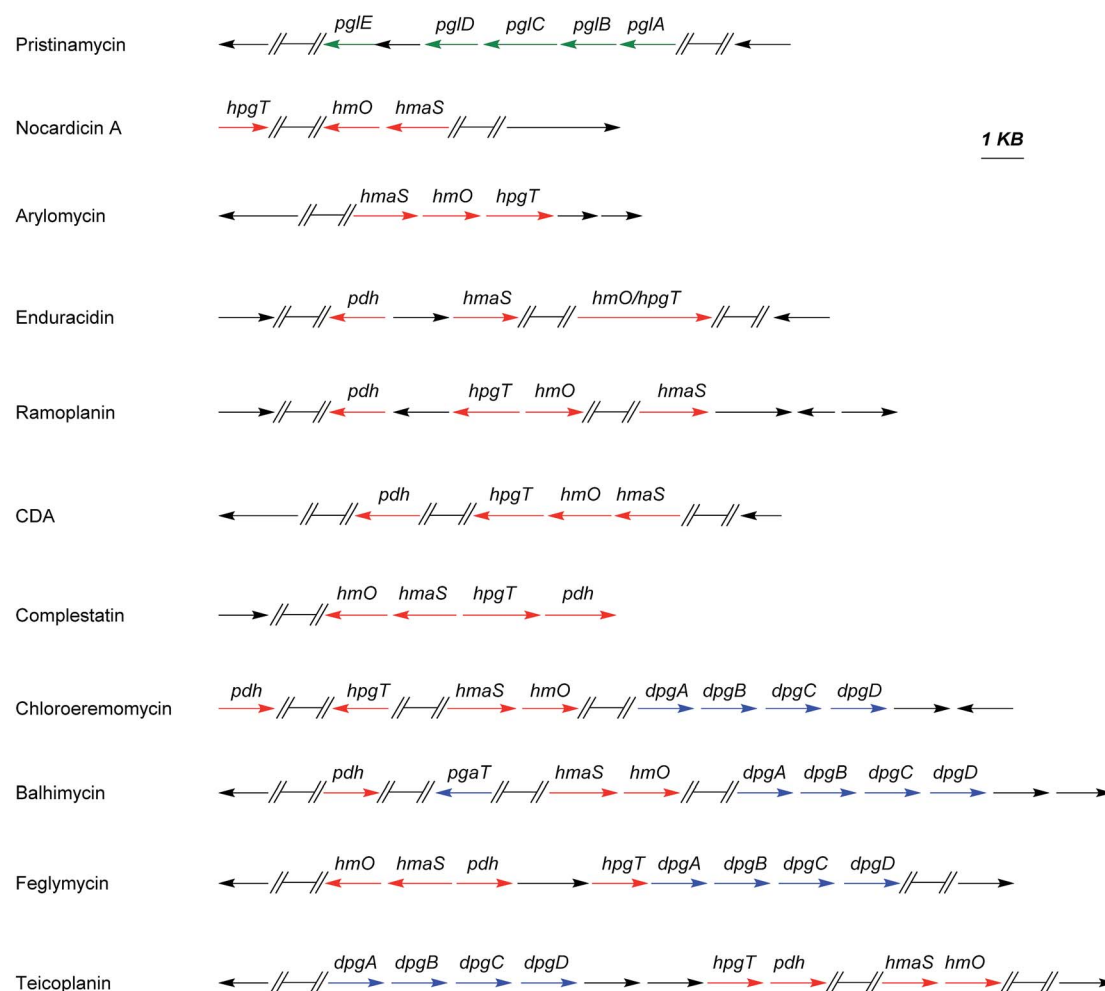 Pristinamycin pglE pglD pglC pglB pglA
Nocardicin A hpgT hmO hmaS
1 KB
Arylomycin hmaS hmO hpgT
Enduracidin pdh hmaS hmO/hpgT
Ramoplanin pdh hpgT hmO hmaS
CDA pdh hpgT hmO hmaS
Complestatin hmO hmaS hpgT pdh
Chloroeremomycin pdh hpgT hmaS hmO dpgA dpgB dpgC dpgD
Balhimycin pdh pgaT hmaS hmO dpgA dpgB dpgC dpgD
Feglymycin hmO hmaS pdh hpgT dpgA dpgB dpgC dpgD
Teicoplanin dpgA dpgB dpgC dpgD hpgT pdh hmaS hmO